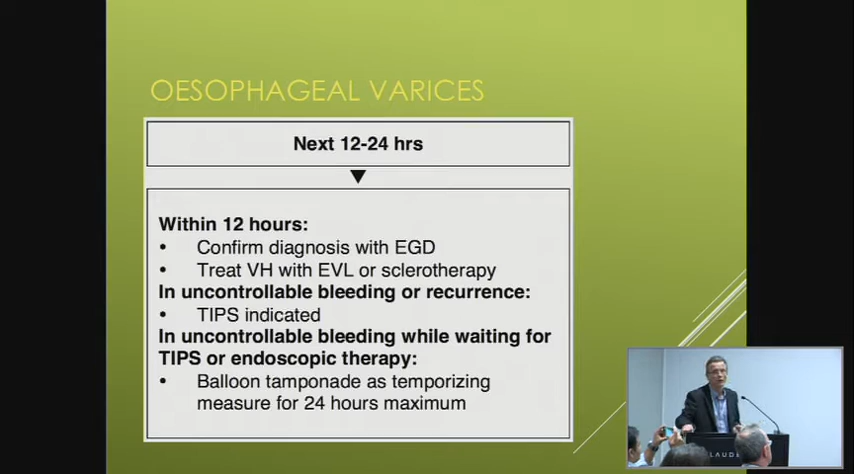 OESOPHAGEAL VARICES
Next 12-24 hrs
Within 12 hours:
• Confirm diagnosis with EGD
• Treat VH with EVL or sclerotherapy
In uncontrollable bleeding or recurrence:
• TIPS indicated
In uncontrollable bleeding while waiting for
TIPS or endoscopic therapy:
• Balloon tamponade as temporizing
measure for 24 hours maximum